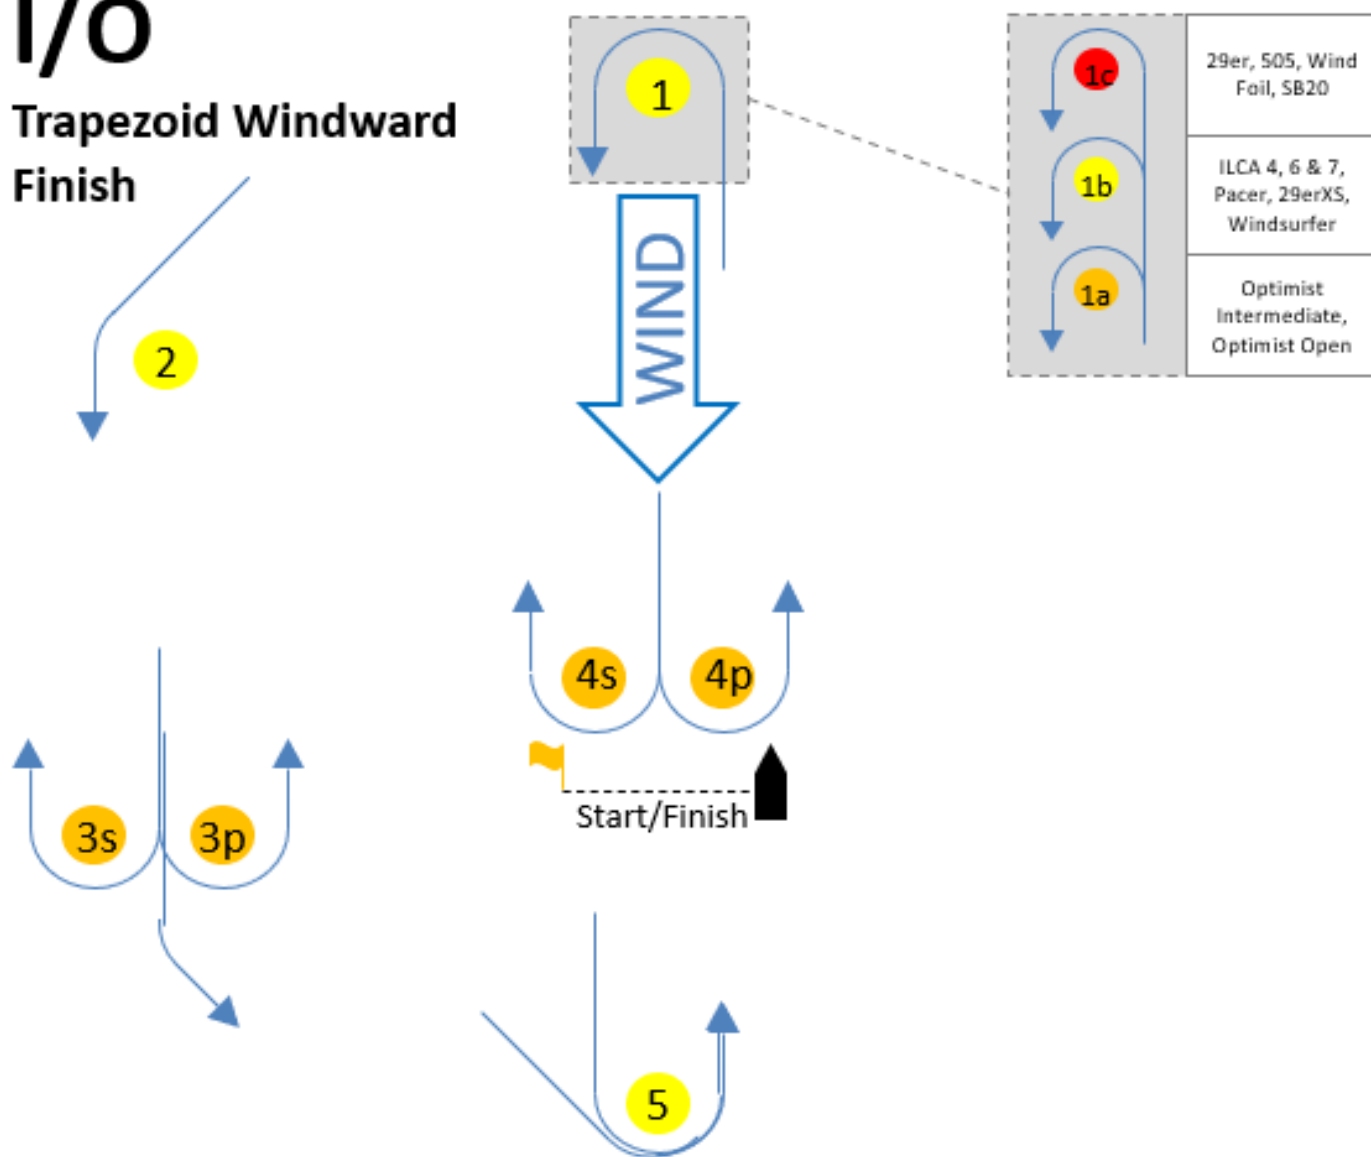 I/O
Trapezoid Windward
Finish
1
1c
29er, 505, Wind
Foil, SB20
1b
ILCA 4, 6 & 7,
Pacer, 29erXS,
Windsurfer
1a
Optimist
Intermediate,
Optimist Open
WIND
2
4s
4p
Start/Finish
3s
3p
5